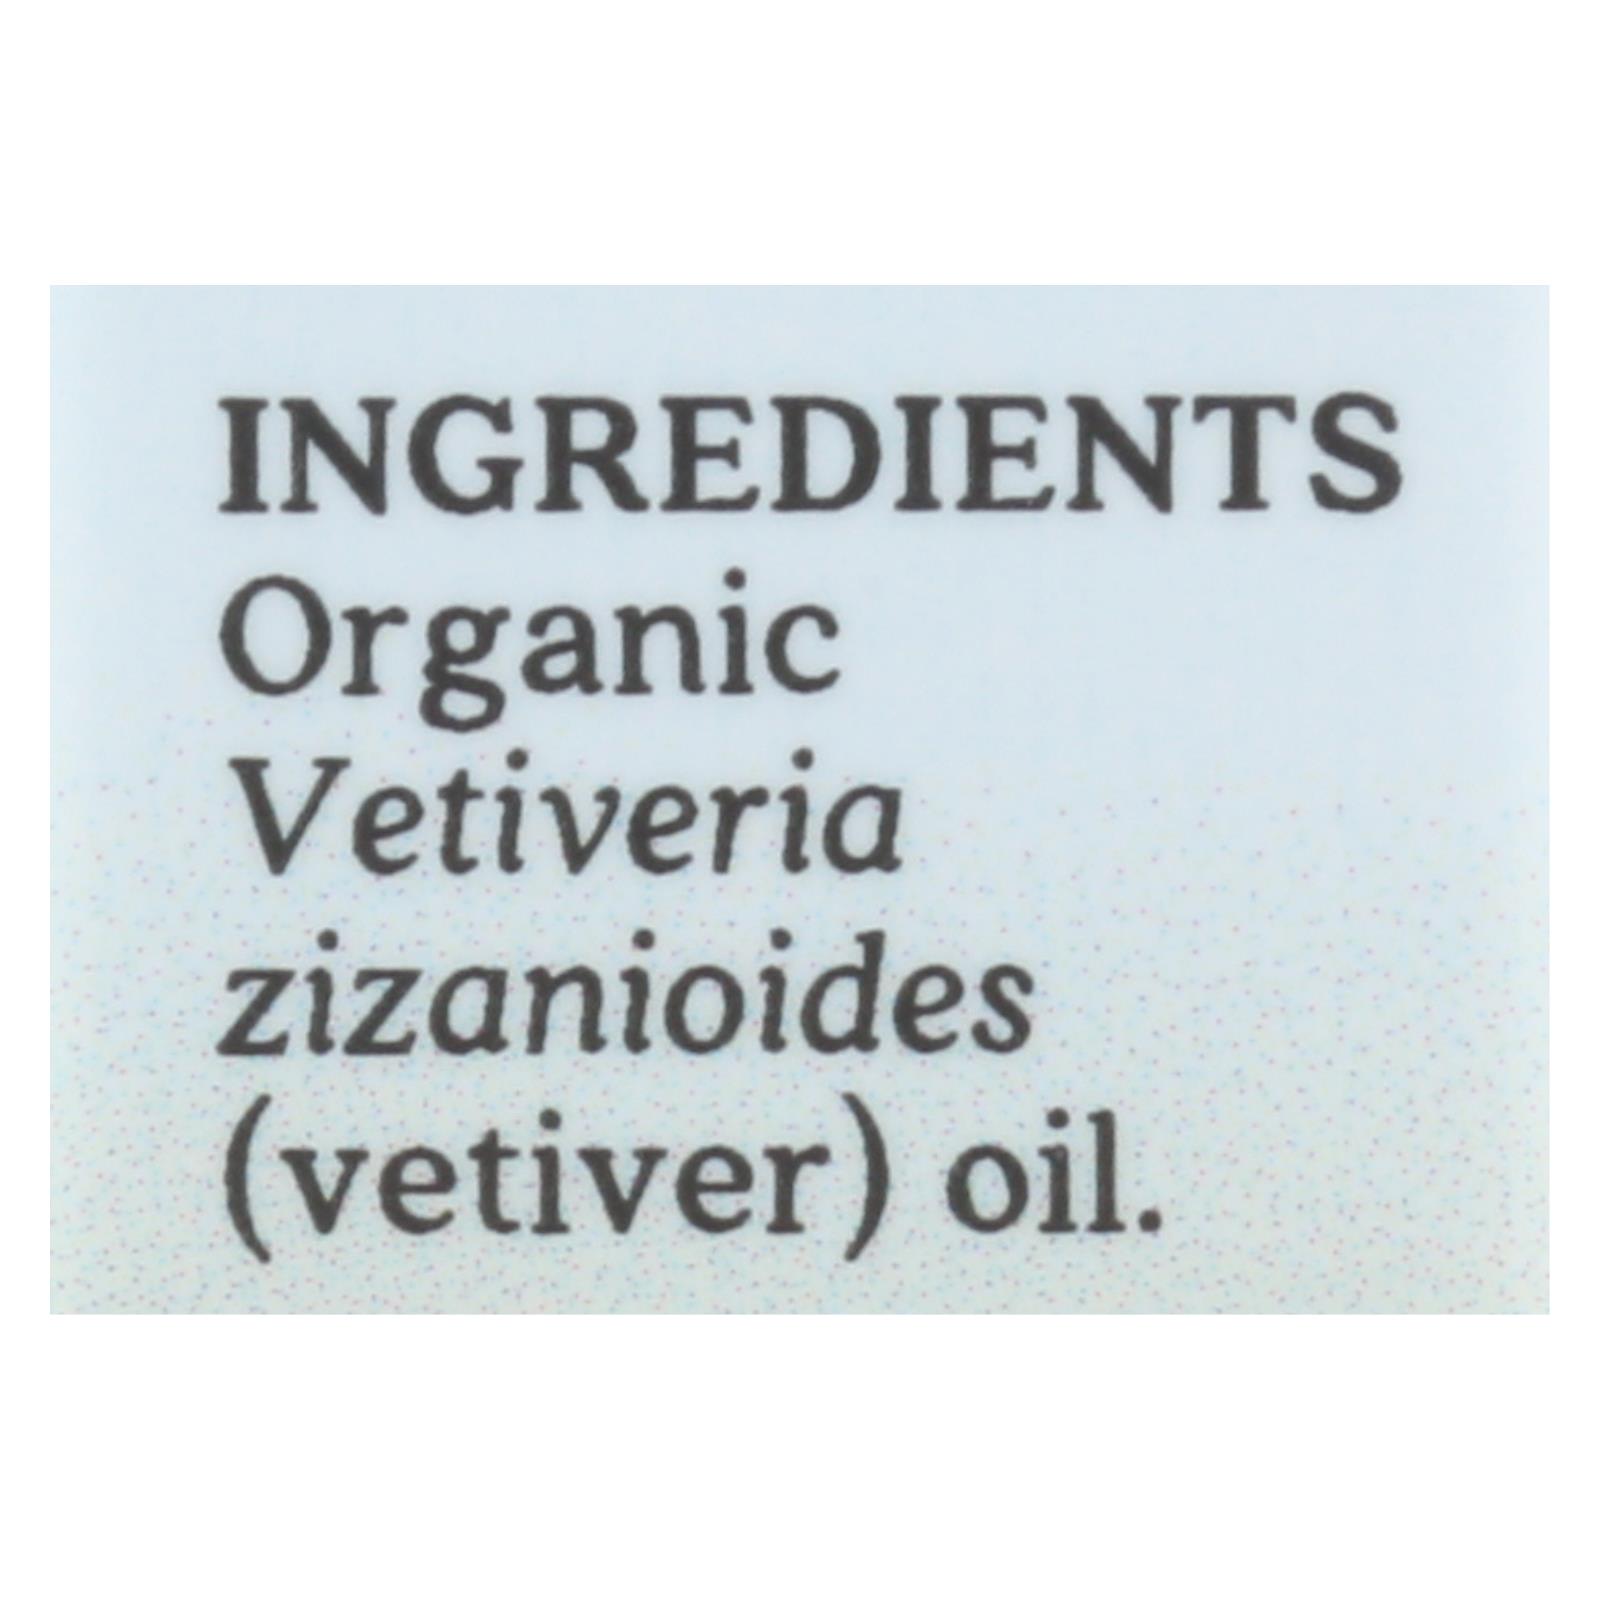 INGREDIENTS
Organic
Vetiveria
zizanioides
(vetiver) oil.